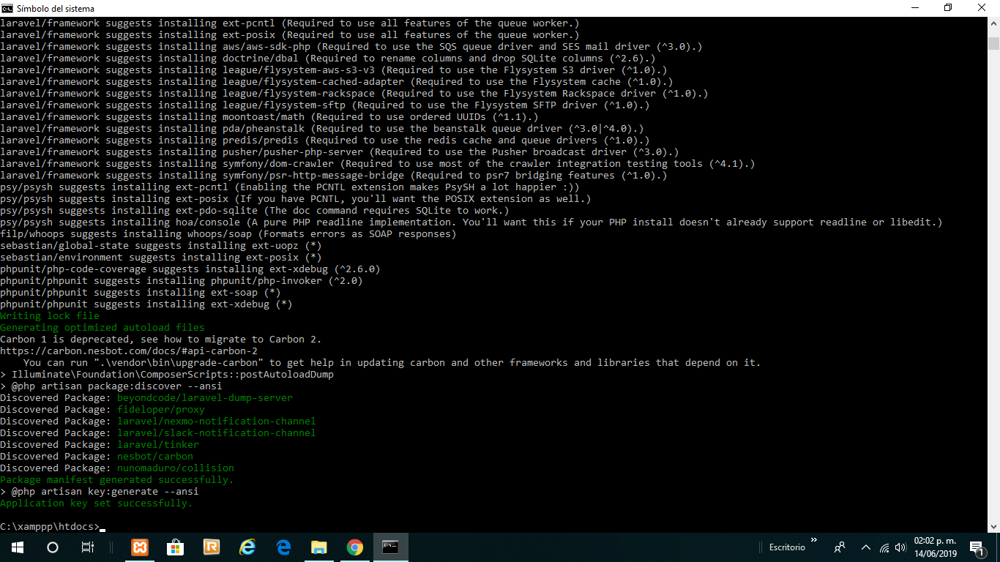 Símbolo del sistema
laravel/framework suggests installing ext-pcntl (Required to use all features of the queue worker.)
laravel/framework suggests installing ext-posix (Required to use all features of the queue worker.)
laravel/framework suggests installing aws/aws-sdk-php (Required to use the SQS queue driver and SES mail driver (^3.0).)
laravel/framework suggests installing doctrine/dbal (Required to rename columns and drop SQLite columns (^2.6).)
laravel/framework suggests installing league/flysystem-aws-s3-v3 (Required to use the Flysystem S3 driver (^1.0).)
laravel/framework suggests installing league/flysystem-cached-adapter (Required to use the Flysystem cache (^1.0).)
laravel/framework suggests installing league/flysystem-rackspace (Required to use the Flysystem Rackspace driver (^1.0).)
laravel/framework suggests installing league/flysystem-sftp (Required to use the Flysystem SFTP driver (^1.0).)
laravel/framework suggests installing moontoast/math (Required to use ordered UUIDs (^1.1).)
laravel/framework suggests installing pda/pheanstalk (Required to use the beanstalk queue driver (^3.0|^4.0).)
laravel/framework suggests installing predis/predis (Required to use the redis cache and queue drivers (^1.0).)
laravel/framework suggests installing pusher/pusher-php-server (Required to use the Pusher broadcast driver (^3.0).)
laravel/framework suggests installing symfony/dom-crawler (Required to use most of the crawler integration testing tools (^4.1).)
laravel/framework suggests installing symfony/psr-http-message-bridge (Required to psr7 bridging features (^1.0).)
psy/psysh suggests installing ext-pcntl (Enabling the PCNTL extension makes PsySH a lot happier :))
psy/psysh suggests installing ext-posix (If you have PCNTL, you'll want the POSIX extension as well.)
psy/psysh suggests installing ext-pdo-sqlite (The doc command requires SQLite to work.)
psy/psysh suggests installing hoa/console (A pure PHP readline implementation. You'll want this if your PHP install doesn't already support readline or libedit.)
filp/whoops suggests installing whoops/soap (Formats errors as SOAP responses)
sebastian/global-state suggests installing ext-uopz (*)
sebastian/environment suggests installing ext-posix (*)
phpunit/php-code-coverage suggests installing ext-xdebug (^2.6.0)
phpunit/phpunit suggests installing phpunit/php-invoker (^2.0)
phpunit/phpunit suggests installing ext-soap (*)
phpunit/phpunit suggests installing ext-xdebug (*)
Writing lock file
Generating optimized autoload files
Carbon 1 is deprecated, see how to migrate to Carbon 2.
https://carbon.nesbot.com/docs/#api-carbon-2
    You can run ".\vendor\bin\upgrade-carbon" to get help in updating carbon and other frameworks and libraries that depend on it.
> Illuminate\Foundation\ComposerScripts::postAutoloadDump
> @php artisan package:discover --ansi
Discovered Package: beyondcode/laravel-dump-server
Discovered Package: fideloper/proxy
Discovered Package: laravel/nexmo-notification-channel
Discovered Package: laravel/slack-notification-channel
Discovered Package: laravel/tinker
Discovered Package: nesbot/carbon
Discovered Package: nunomaduro/collision
Package manifest generated successfully.
> @php artisan key:generate --ansi
Application key set successfully.
C:\xamppp\htdocs>_
Escritorio
02:02 p. m.
14/06/2019
1